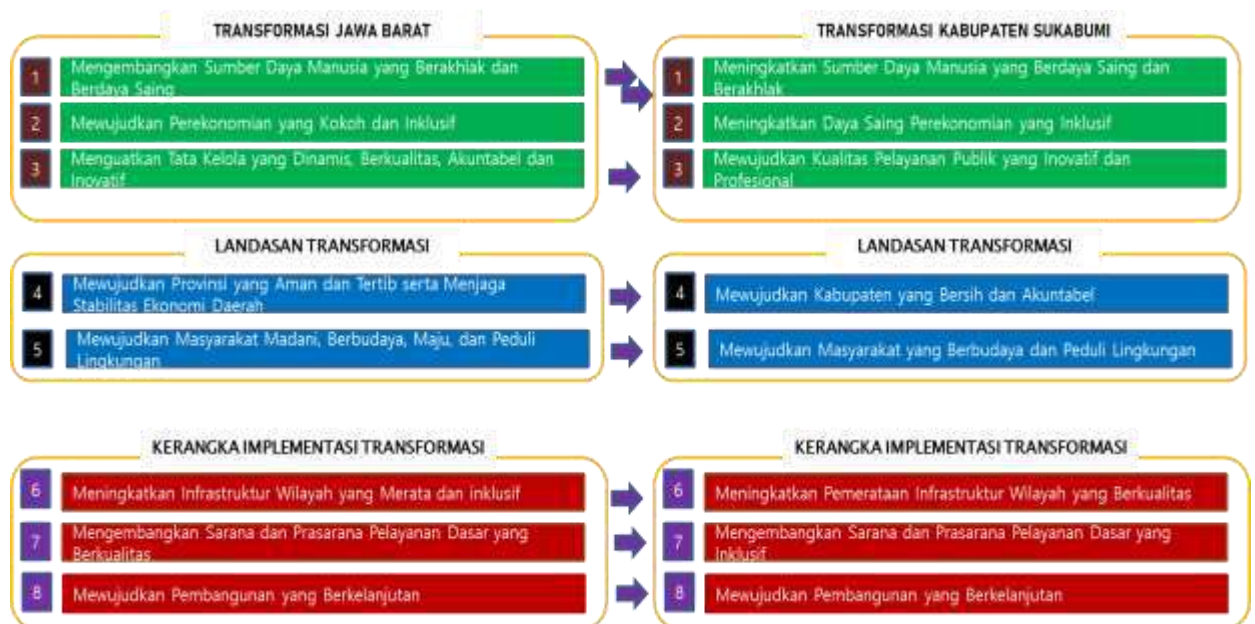 TRANSFORMASI JAWA BARAT
1
Mengembangkan Sumber Daya Manusia yang Berakhlak dan
Berdaya Saing
2
Mewujudkan Perekonomian yang Kokoh dan Inklusif
3
Menguatkan Tata Kelola yang Dinamis, Berkualitas, Akuntabel dan
Inovatif
TRANSFORMASI KABUPATEN SUKABUMI
1
Meningkatkan Sumber Daya Manusia yang Berdaya Saing dan
Berakhlak
2
Meningkatkan Daya Saing Perekonomian yang Inklusif
3
Mewujudkan Kualitas Pelayanan Publik yang Inovatif dan
Profesional
LANDASAN TRANSFORMASI
4
Mewujudkan Provinsi yang Aman dan Tertib serta Menjaga
Stabilitas Ekonomi Daerah
5
Mewujudkan Masyarakat Madani, Berbudaya, Maju, dan Peduli
Lingkungan
LANDASAN TRANSFORMASI
4
Mewujudkan Kabupaten yang Bersih dan Akuntabel
5
Mewujudkan Masyarakat yang Berbudaya dan Peduli Lingkungan
KERANGKA IMPLEMENTASI TRANSFORMASI
6
Meningkatkan Infrastruktur Wilayah yang Merata dan inklusif
7
Mengembangkan Sarana dan Prasarana Pelayanan Dasar yang
Berkualitas
8
Mewujudkan Pembangunan yang Berkelanjutan
KERANGKA IMPLEMENTASI TRANSFORMASI
6
Meningkatkan Pemerataan Infrastruktur Wilayah yang Berkualitas
7
Mengembangkan Sarana dan Prasarana Pelayanan Dasar yang
Inklusif
8
Mewujudkan Pembangunan yang Berkelanjutan